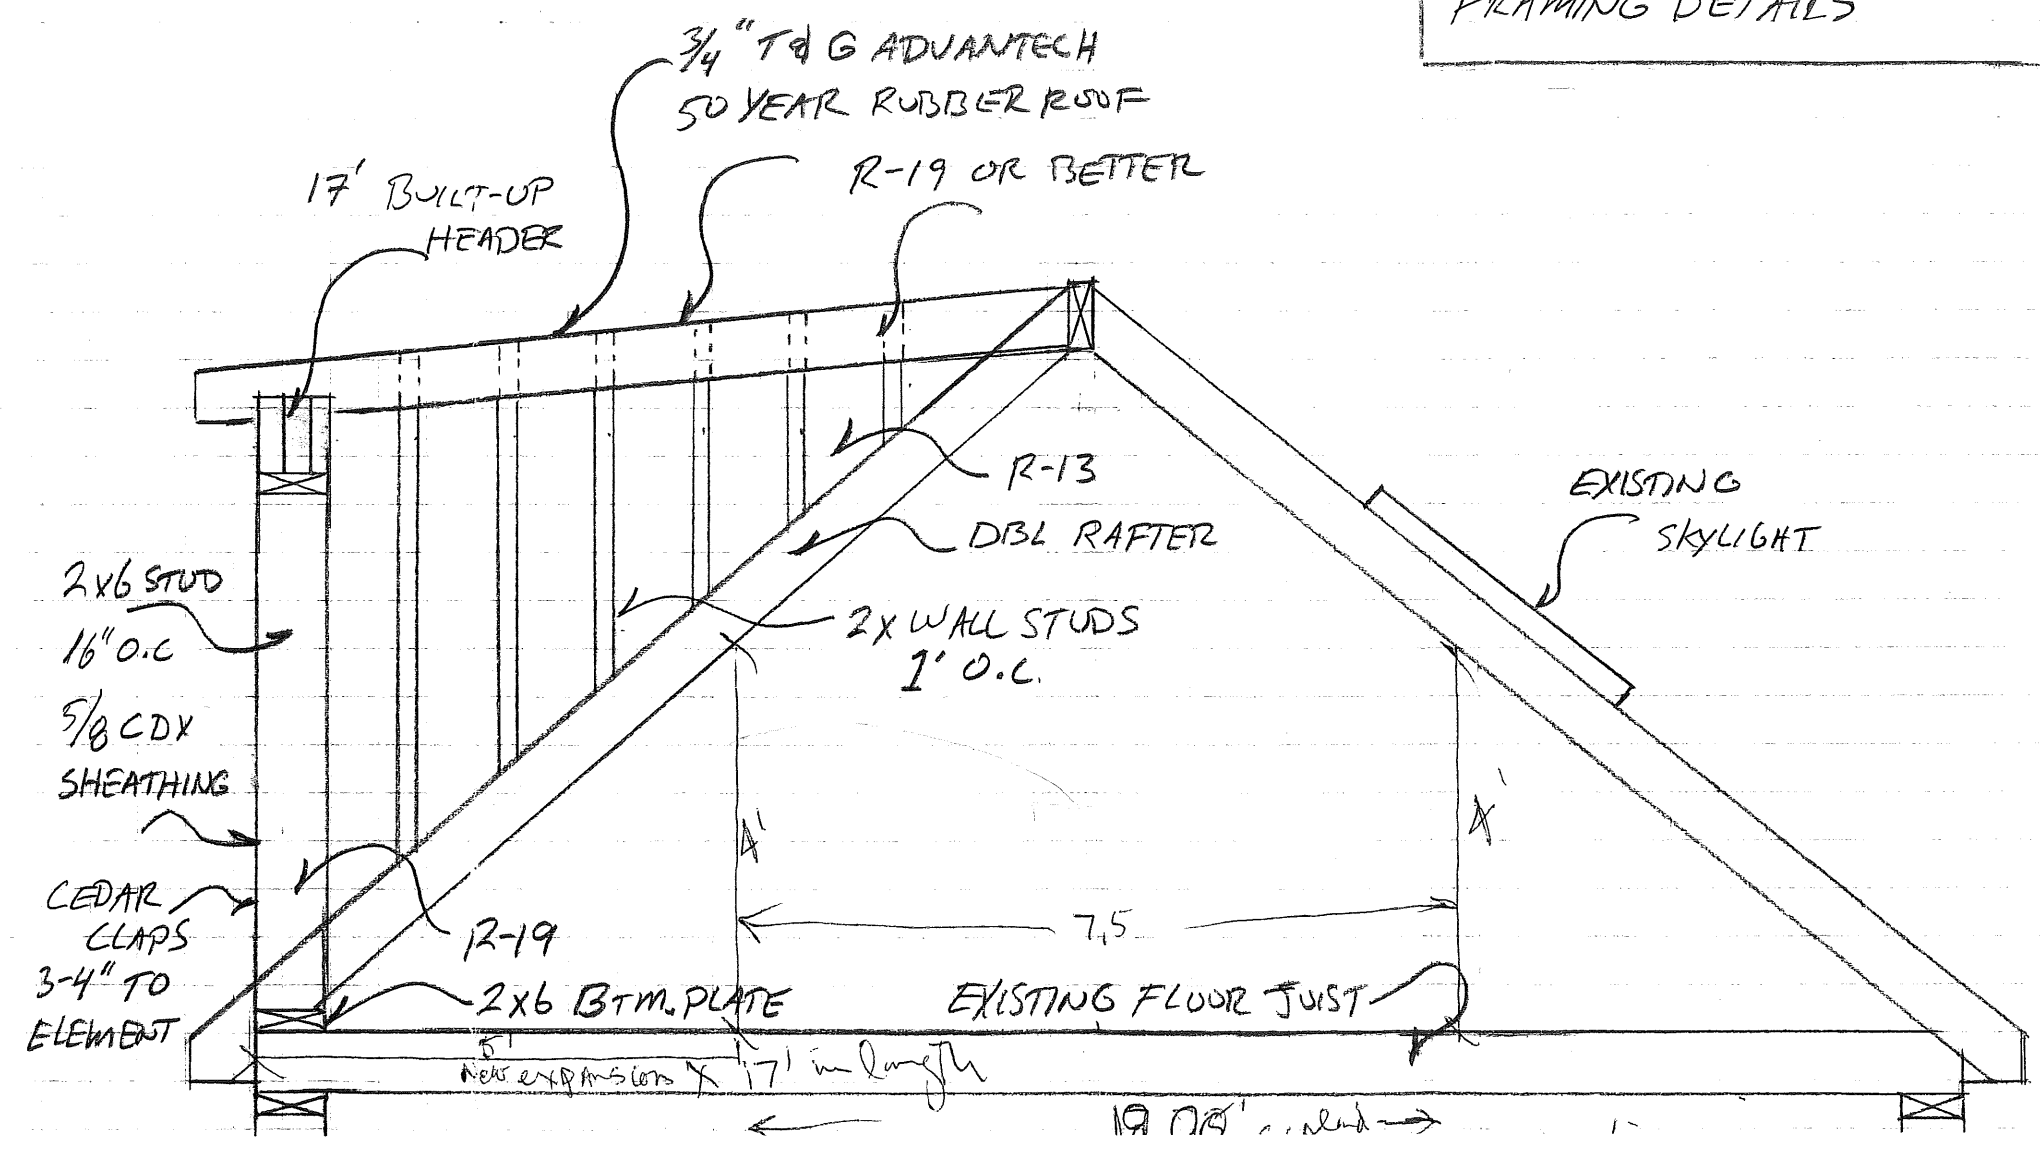 FRAMING DETAILS
3/4" T&G ADVANTECH
50 YEAR RUBBER ROOF
R-19 OR BETTER
17' BUILT-UP
HEADER
R-13
DBL RAFTER
EXISTING
SKYLIGHT
2x6 STUD
16" O.C
2x WALL STUDS
1' O.C.
5/8 CDX
SHEATHING
4'
4'
CEDAR
CLAPS
3-4" TO
ELEMENT
R-19
7,5
2x6 BTM. PLATE
EXISTING FLOOR JOIST
5'
New expansion x 17' in length